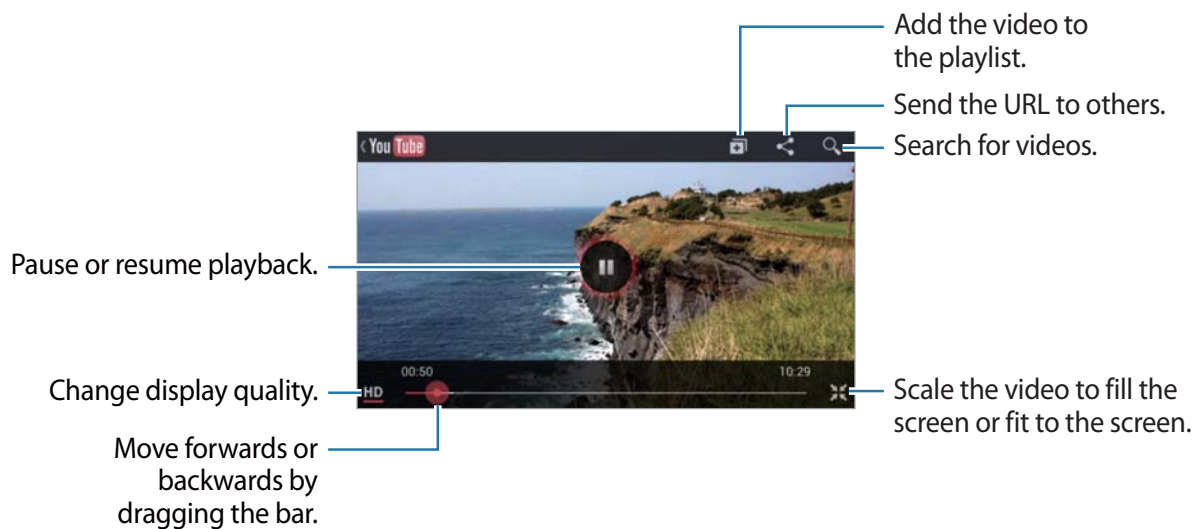 Add the video to
the playlist.
Send the URL to others.
You Tube
Search for videos.
Pause or resume playback.
00:50
10:29
Change display quality.
HD
Scale the video to fill the
screen or fit to the screen.
Move forwards or
backwards by
dragging the bar.